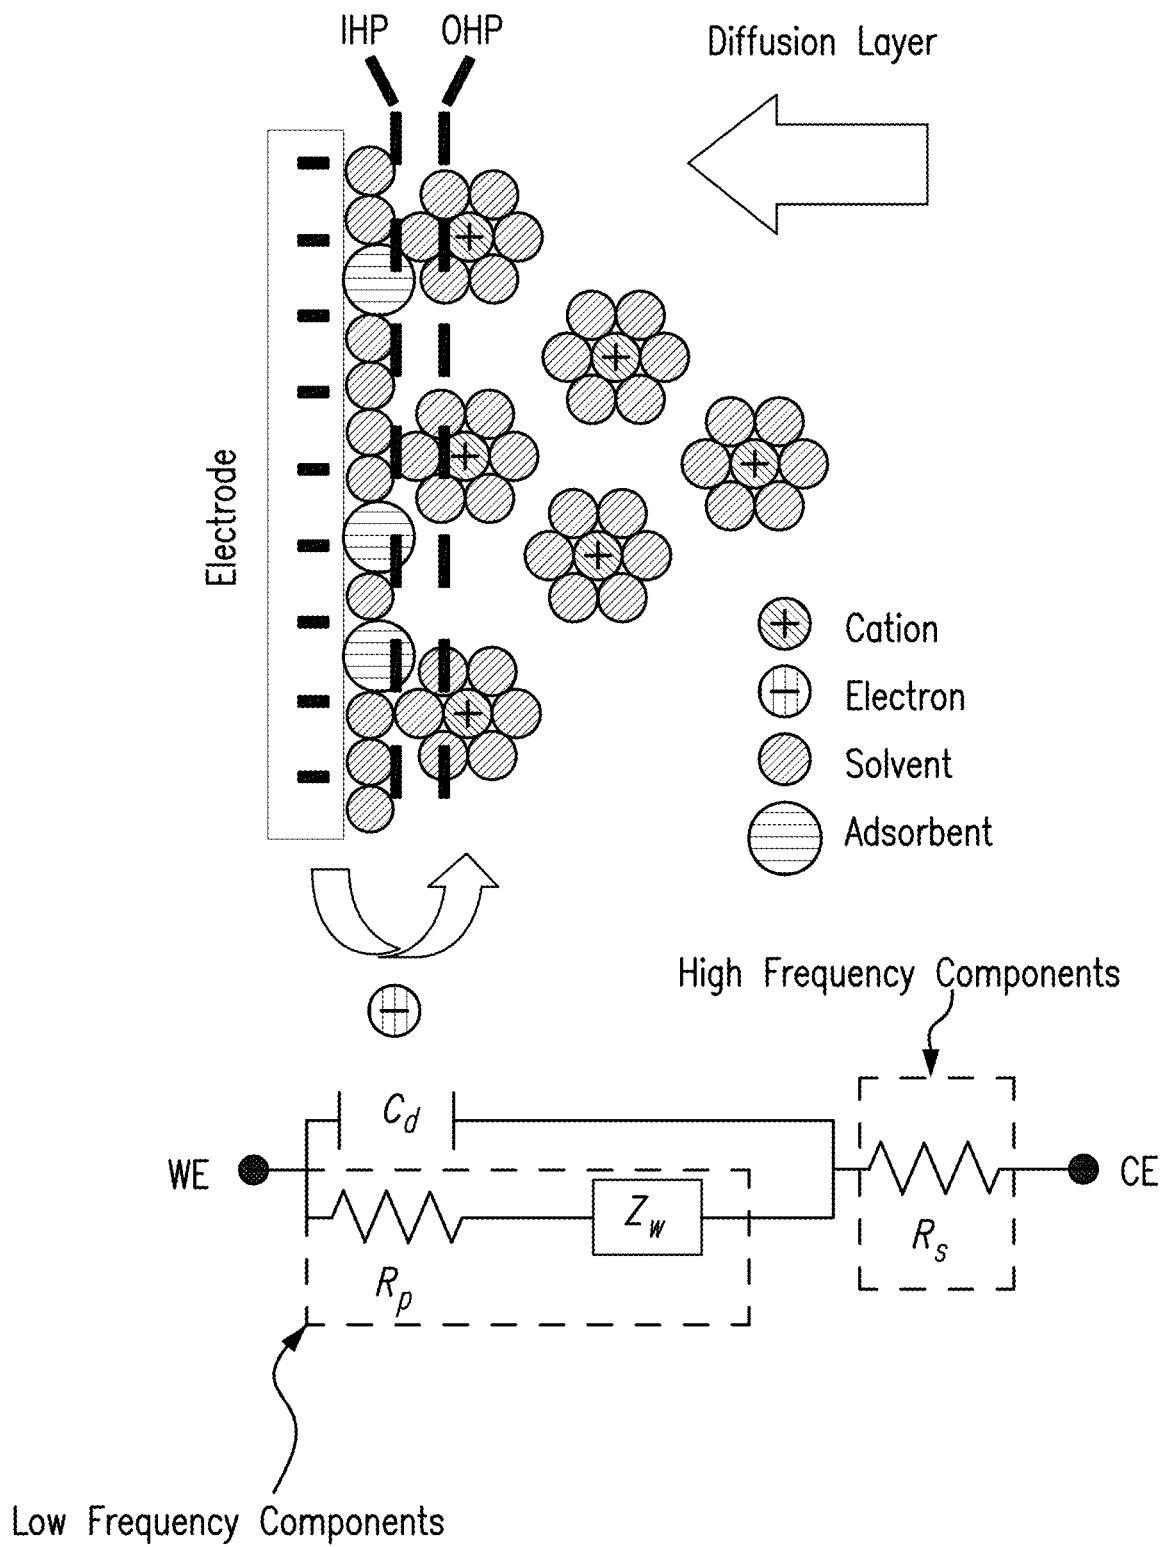 IHP OHP
Diffusion Layer
Electrode
+ Cation
− Electron
Solvent
Adsorbent
High Frequency Components
C_d
WE
CE
Z_w
R_s
R_p
Low Frequency Components